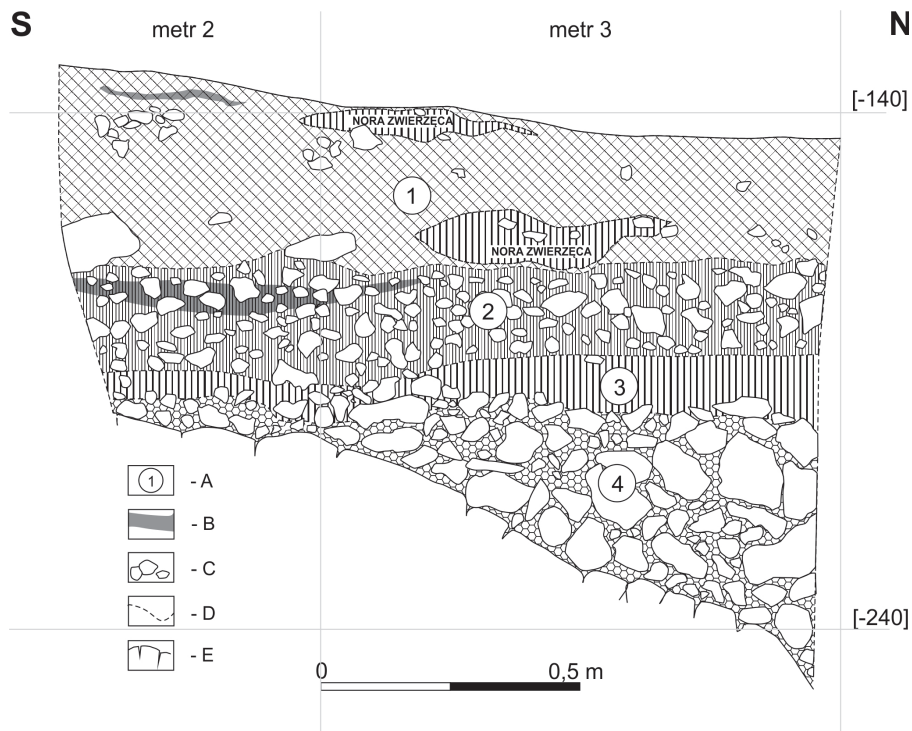 S metr 2 metr 3 N
[-140]
NORA ZWIERZĘCA
1
NORA ZWIERZĘCA
2
3
4
1 - A
- B
- C
- D
- E
[-240]
0 0,5 m